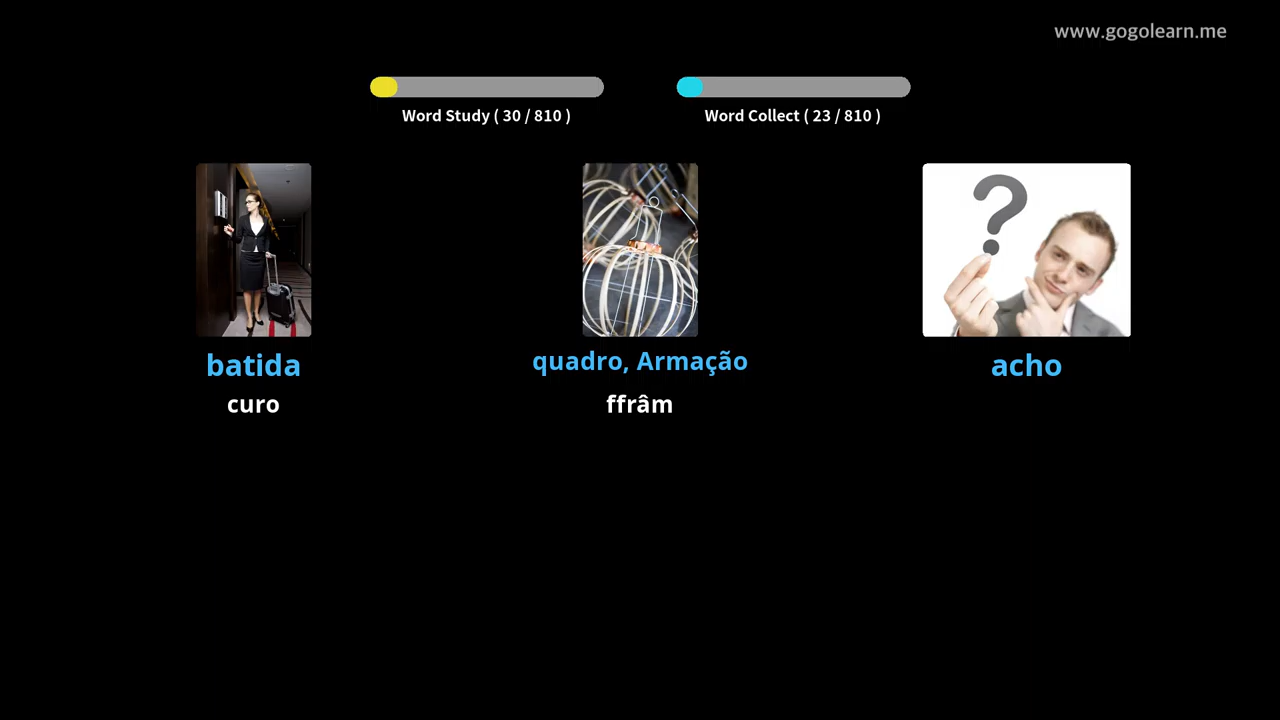 www.gogolearn.me
Word Study ( 30 / 810 )
Word Collect ( 23 / 810 )
batida
quadro, Armação
acho
curo
ffrâm